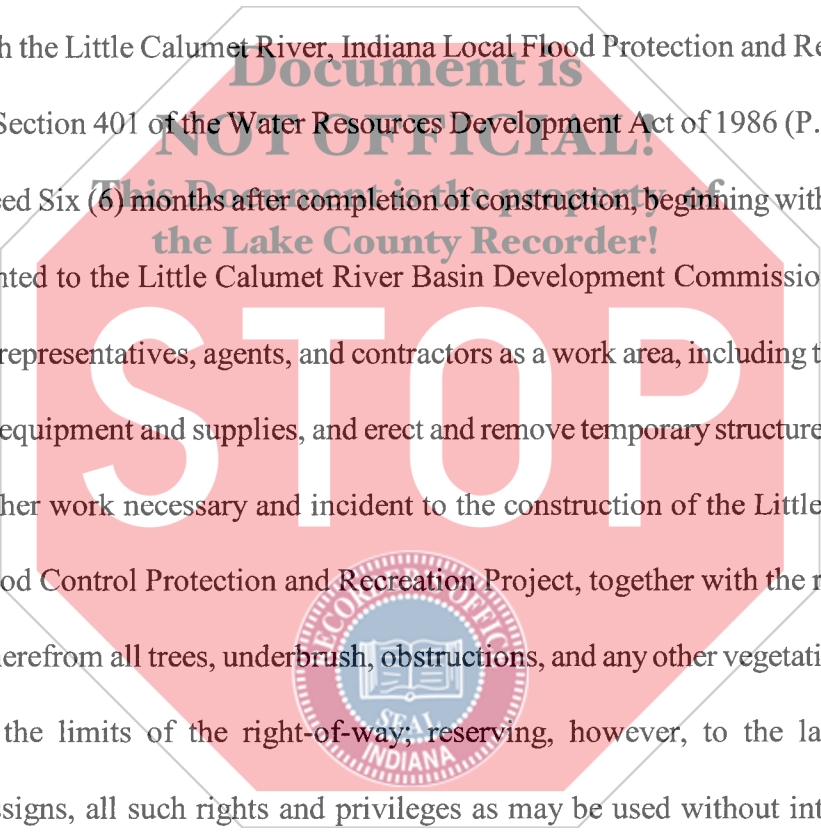 h the Little Calumet River, Indiana Local Flood Protection and Re
Document is
Section 401 of the Water Resources Development Act of 1986 (P.
NOT OFFICIAL!
This Document is the property of
eed Six (6) months after completion of construction, beginning with
the Lake County Recorder!
nted to the Little Calumet River Basin Development Commissio
STOP
representatives, agents, and contractors as a work area, including t
equipment and supplies, and erect and remove temporary structure
her work necessary and incident to the construction of the Little
od Control Protection and Recreation Project, together with the r
RECORDER'S OFFICE
herefrom all trees, underbrush, obstructions, and any other vegetati
SEAL
the limits of the right-of-way; reserving, however, to the la
INDIANA
ssigns, all such rights and privileges as may be used without int